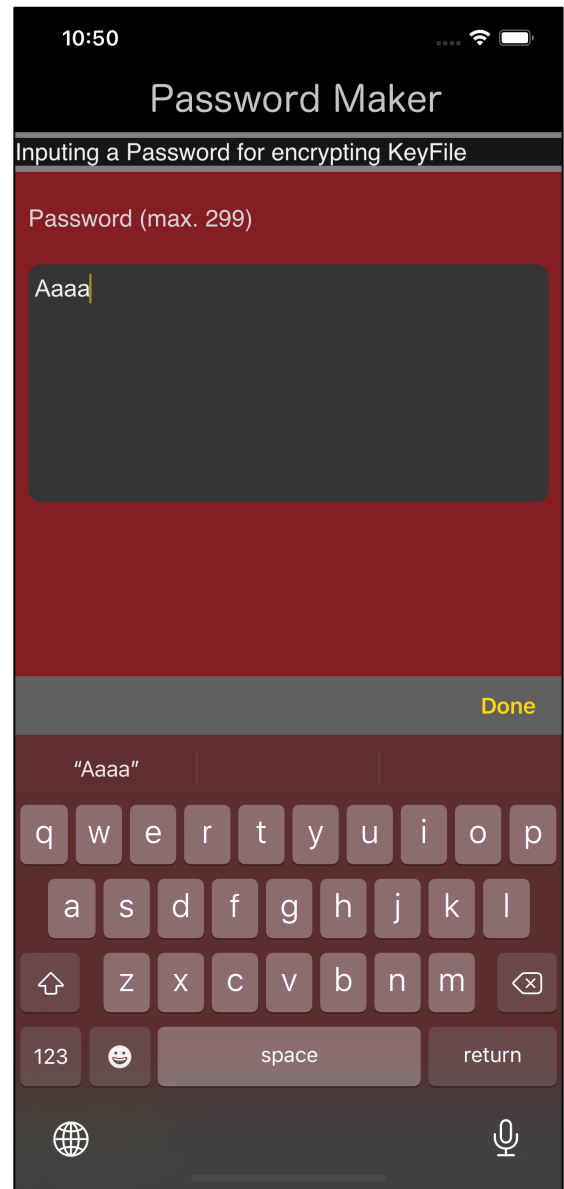 10:50
Password Maker
Inputing a Password for encrypting KeyFile
Password (max. 299)
Aaaa
Done
“Aaaa”
q w e r t y u i o p
a s d f g h j k l
z x c v b n m
123 space return